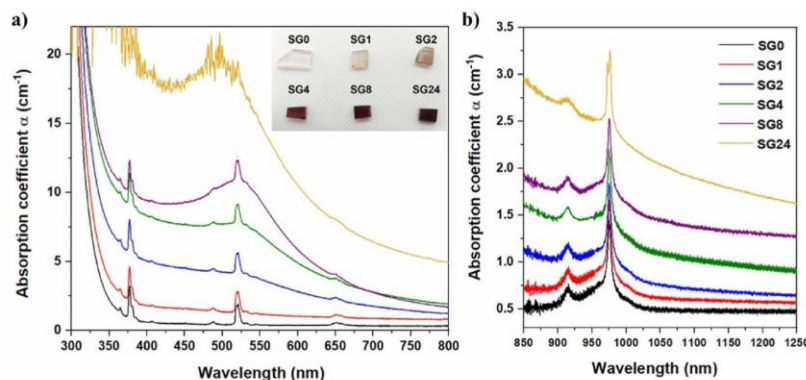 a)
Absorption coefficient α (cm⁻¹)
20
15
10
5
0
300 350 400 450 500 550 600 650 700 750 800
Wavelength (nm)
SG0 SG1 SG2
SG4 SG8 SG24
b)
Absorption coefficient α (cm⁻¹)
3.5
3.0
2.5
2.0
1.5
1.0
0.5
850 900 950 1000 1050 1100 1150 1200 1250
Wavelength (nm)
SG0
SG1
SG2
SG4
SG8
SG24